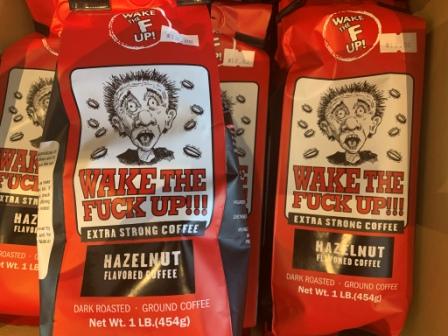 WAKE THE
F
UP!
WAKE THE
FUCK UP!!!
EXTRA STRONG COFFEE
HAZELNUT
FLAVORED COFFEE
DARK ROASTED · GROUND COFFEE
Net Wt. 1 LB.(454g)
WAKE THE
F
UP!
WAKE THE
FUCK UP!!!
EXTRA STRONG COFFEE
HAZELNUT
FLAVORED COFFEE
DARK ROASTED · GROUND COFFEE
Net Wt. 1 LB.(454g)